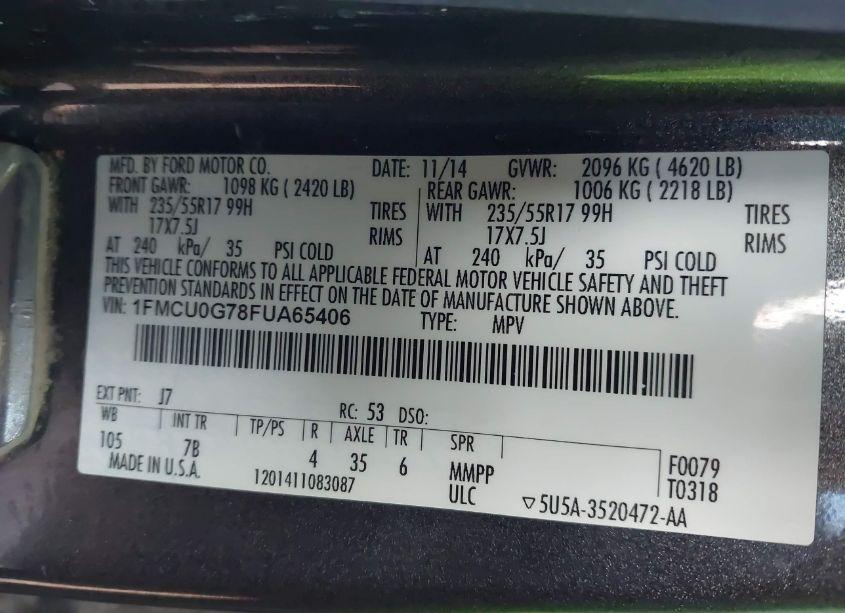 MFD. BY FORD MOTOR CO. DATE: 11/14 GVWR: 2096 KG ( 4620 LB)
FRONT GAWR: 1098 KG ( 2420 LB) REAR GAWR: 1006 KG ( 2218 LB)
WITH 235/55R17 99H TIRES WITH 235/55R17 99H TIRES
17X7.5J RIMS 17X7.5J RIMS
AT 240 kPa/ 35 PSI COLD AT 240 kPa/ 35 PSI COLD
THIS VEHICLE CONFORMS TO ALL APPLICABLE FEDERAL MOTOR VEHICLE SAFETY AND THEFT
PREVENTION STANDARDS IN EFFECT ON THE DATE OF MANUFACTURE SHOWN ABOVE.
VIN: 1FMCU0G78FUA65406 TYPE: MPV
EXT PNT: J7 RC: 53 DSO:
WB INT TR TP/PS R AXLE TR SPR
105 7B 4 35 6 MMPP F0079
MADE IN U.S.A. 1201411083087 ULC T0318
▽5U5A-3520472-AA